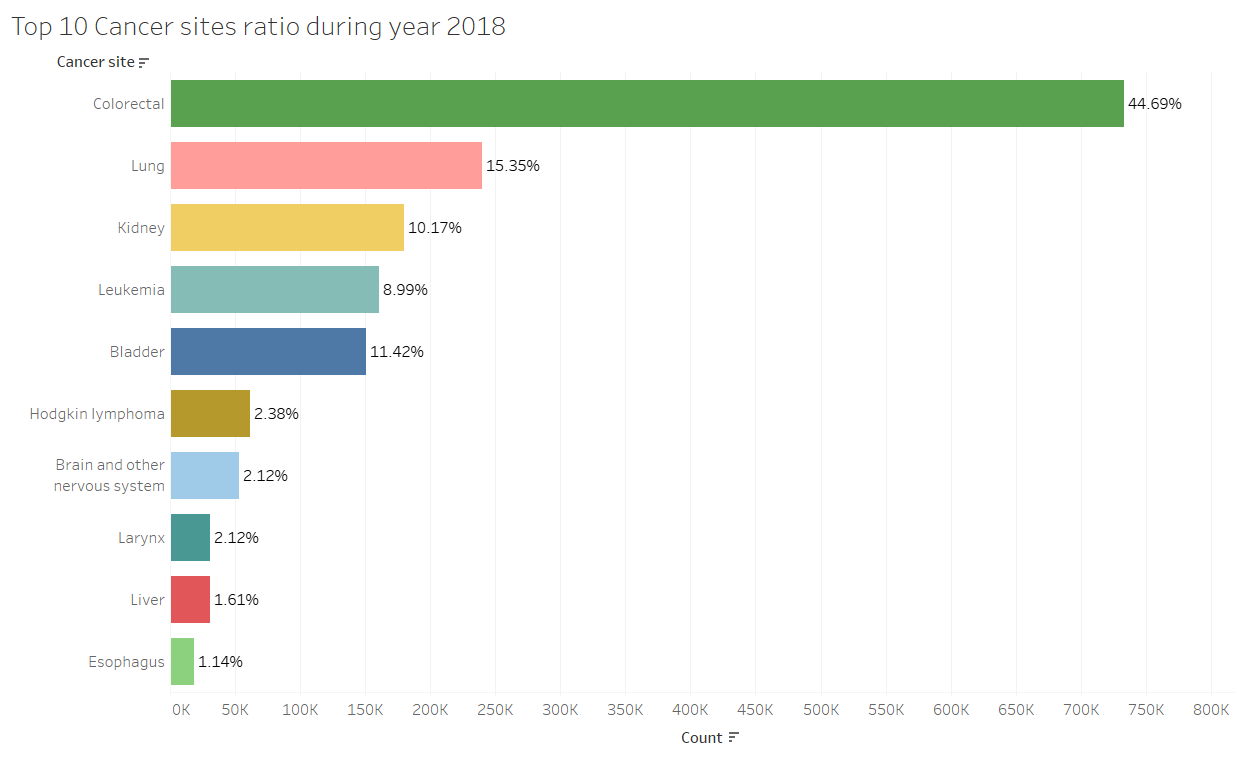 Top 10 Cancer sites ratio during year 2018
Cancer site
Colorectal 44.69%
Lung 15.35%
Kidney 10.17%
Leukemia 8.99%
Bladder 11.42%
Hodgkin lymphoma 2.38%
Brain and other
nervous system 2.12%
Larynx 2.12%
Liver 1.61%
Esophagus 1.14%
0K 50K 100K 150K 200K 250K 300K 350K 400K 450K 500K 550K 600K 650K 700K 750K 800K
Count